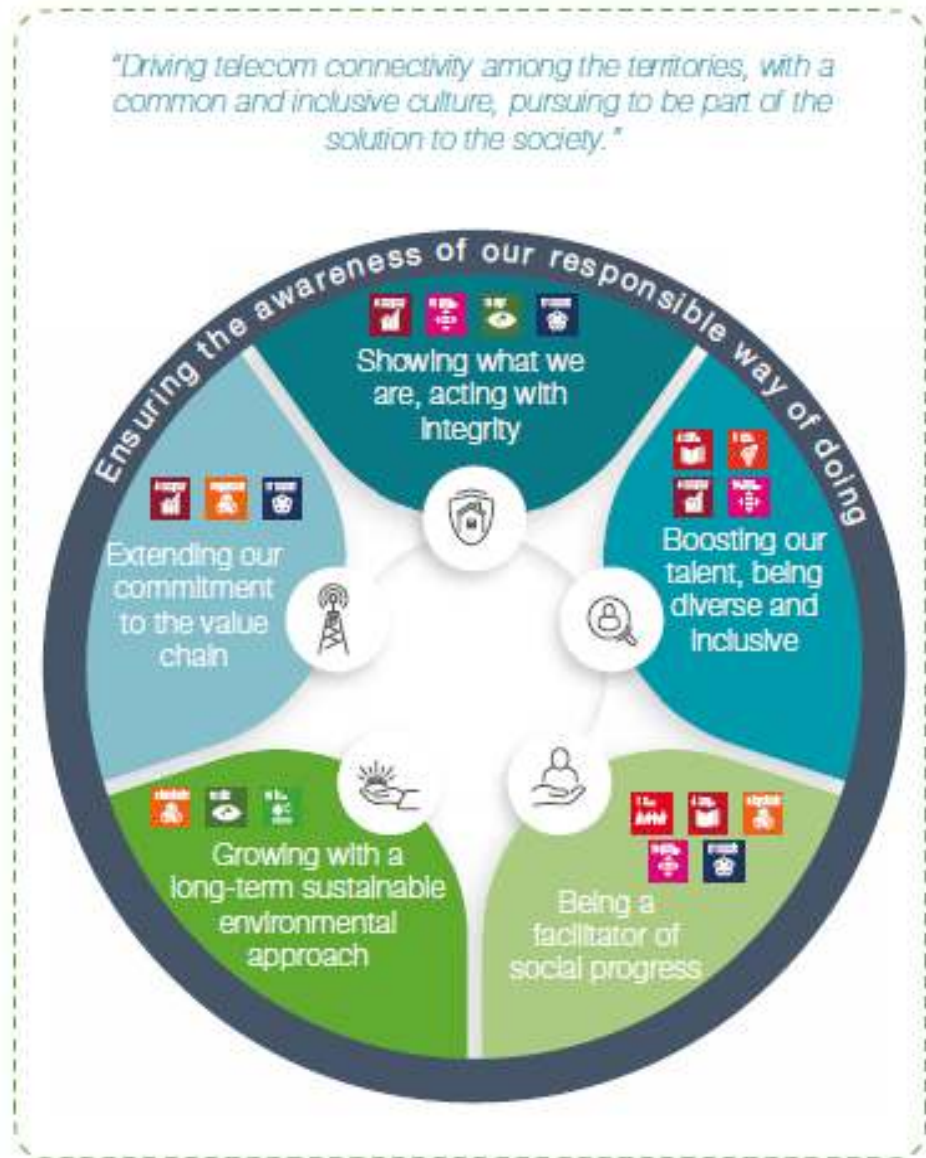 "Driving telecom connectivity among the territories, with a
common and inclusive culture, pursuing to be part of the
solution to the society."
Ensuring the awareness of our responsible way of doing
Showing what we
are, acting with
integrity
Boosting our
talent, being
diverse and
inclusive
Being a
facilitator of
social progress
Growing with a
long-term sustainable
environmental
approach
Extending our
commitment
to the value
chain